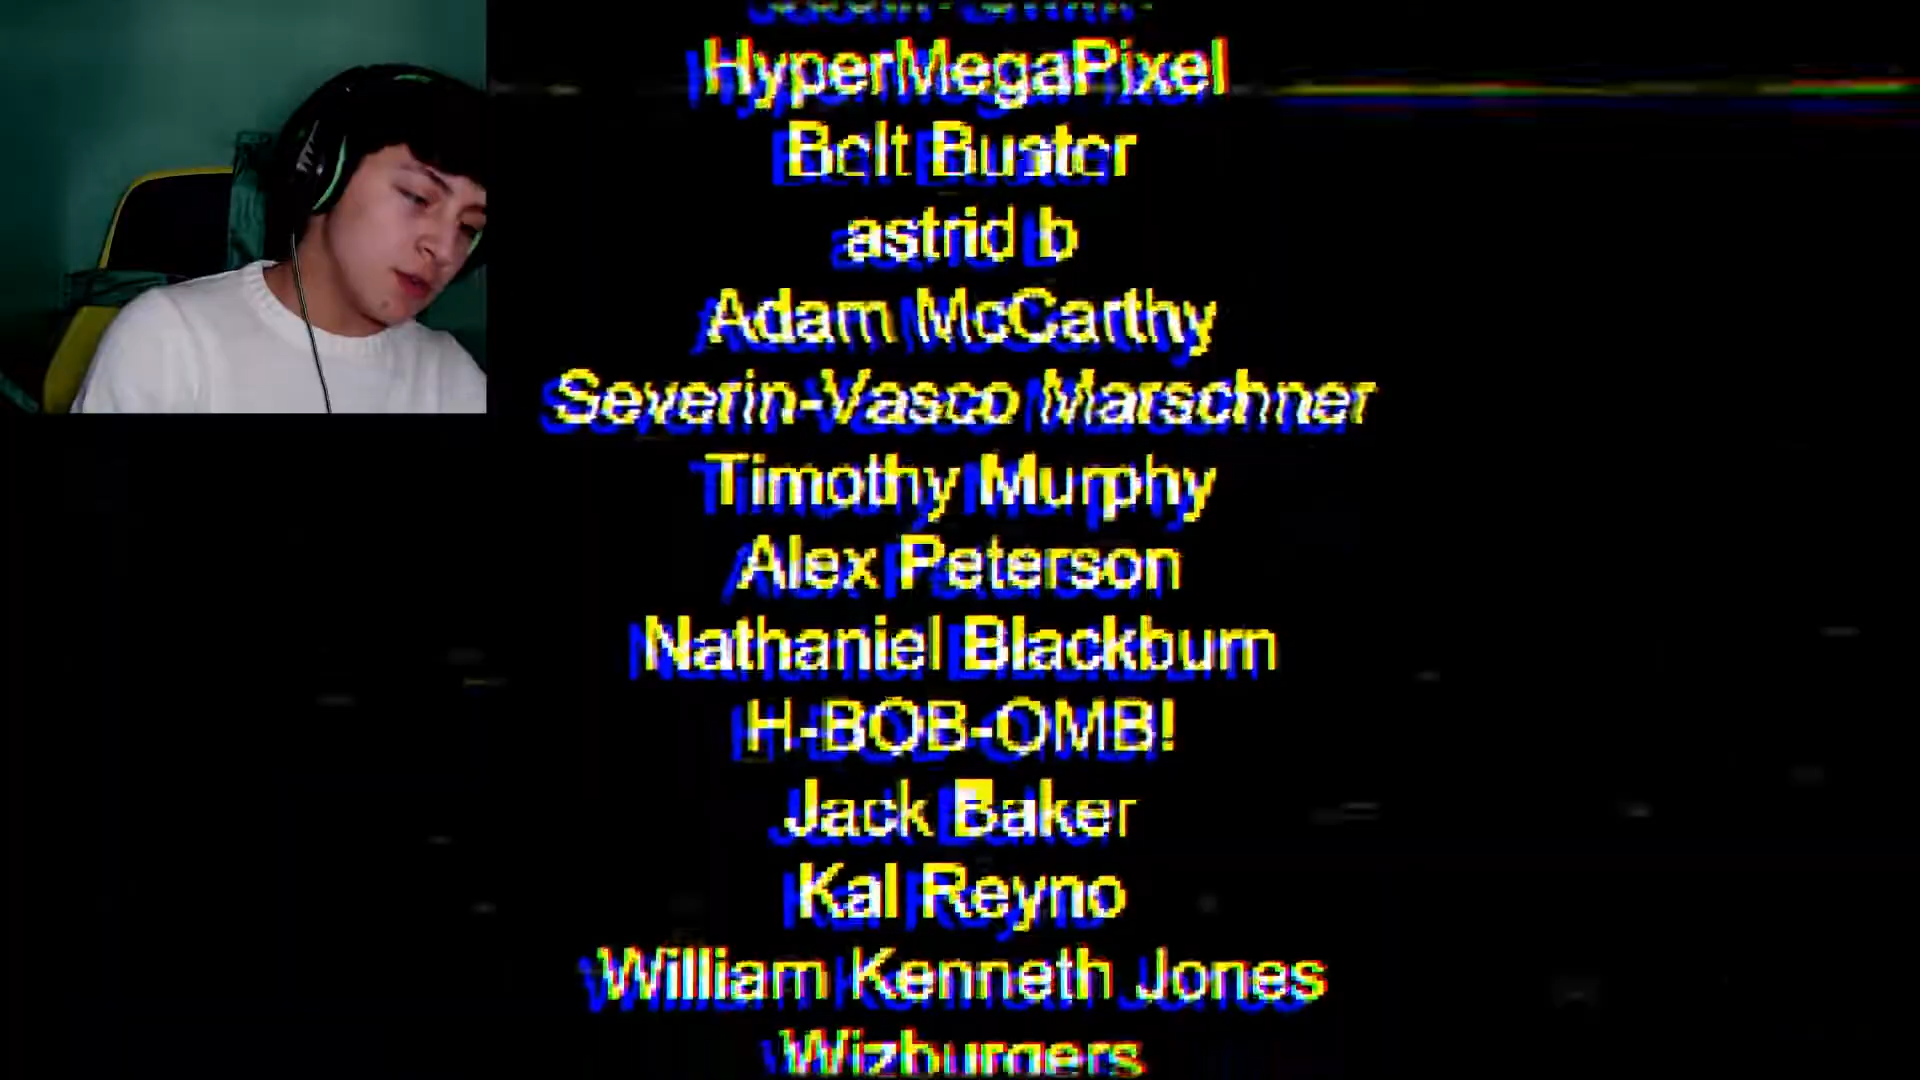 HyperMegaPixel
Belt Buster
astrid b
Adam McCarthy
Severin-Vasco Marschner
Timothy Murphy
Alex Peterson
Nathaniel Blackburn
H-BOB-OMB!
Jack Baker
Kal Reyno
William Kenneth Jones
Wizburgers